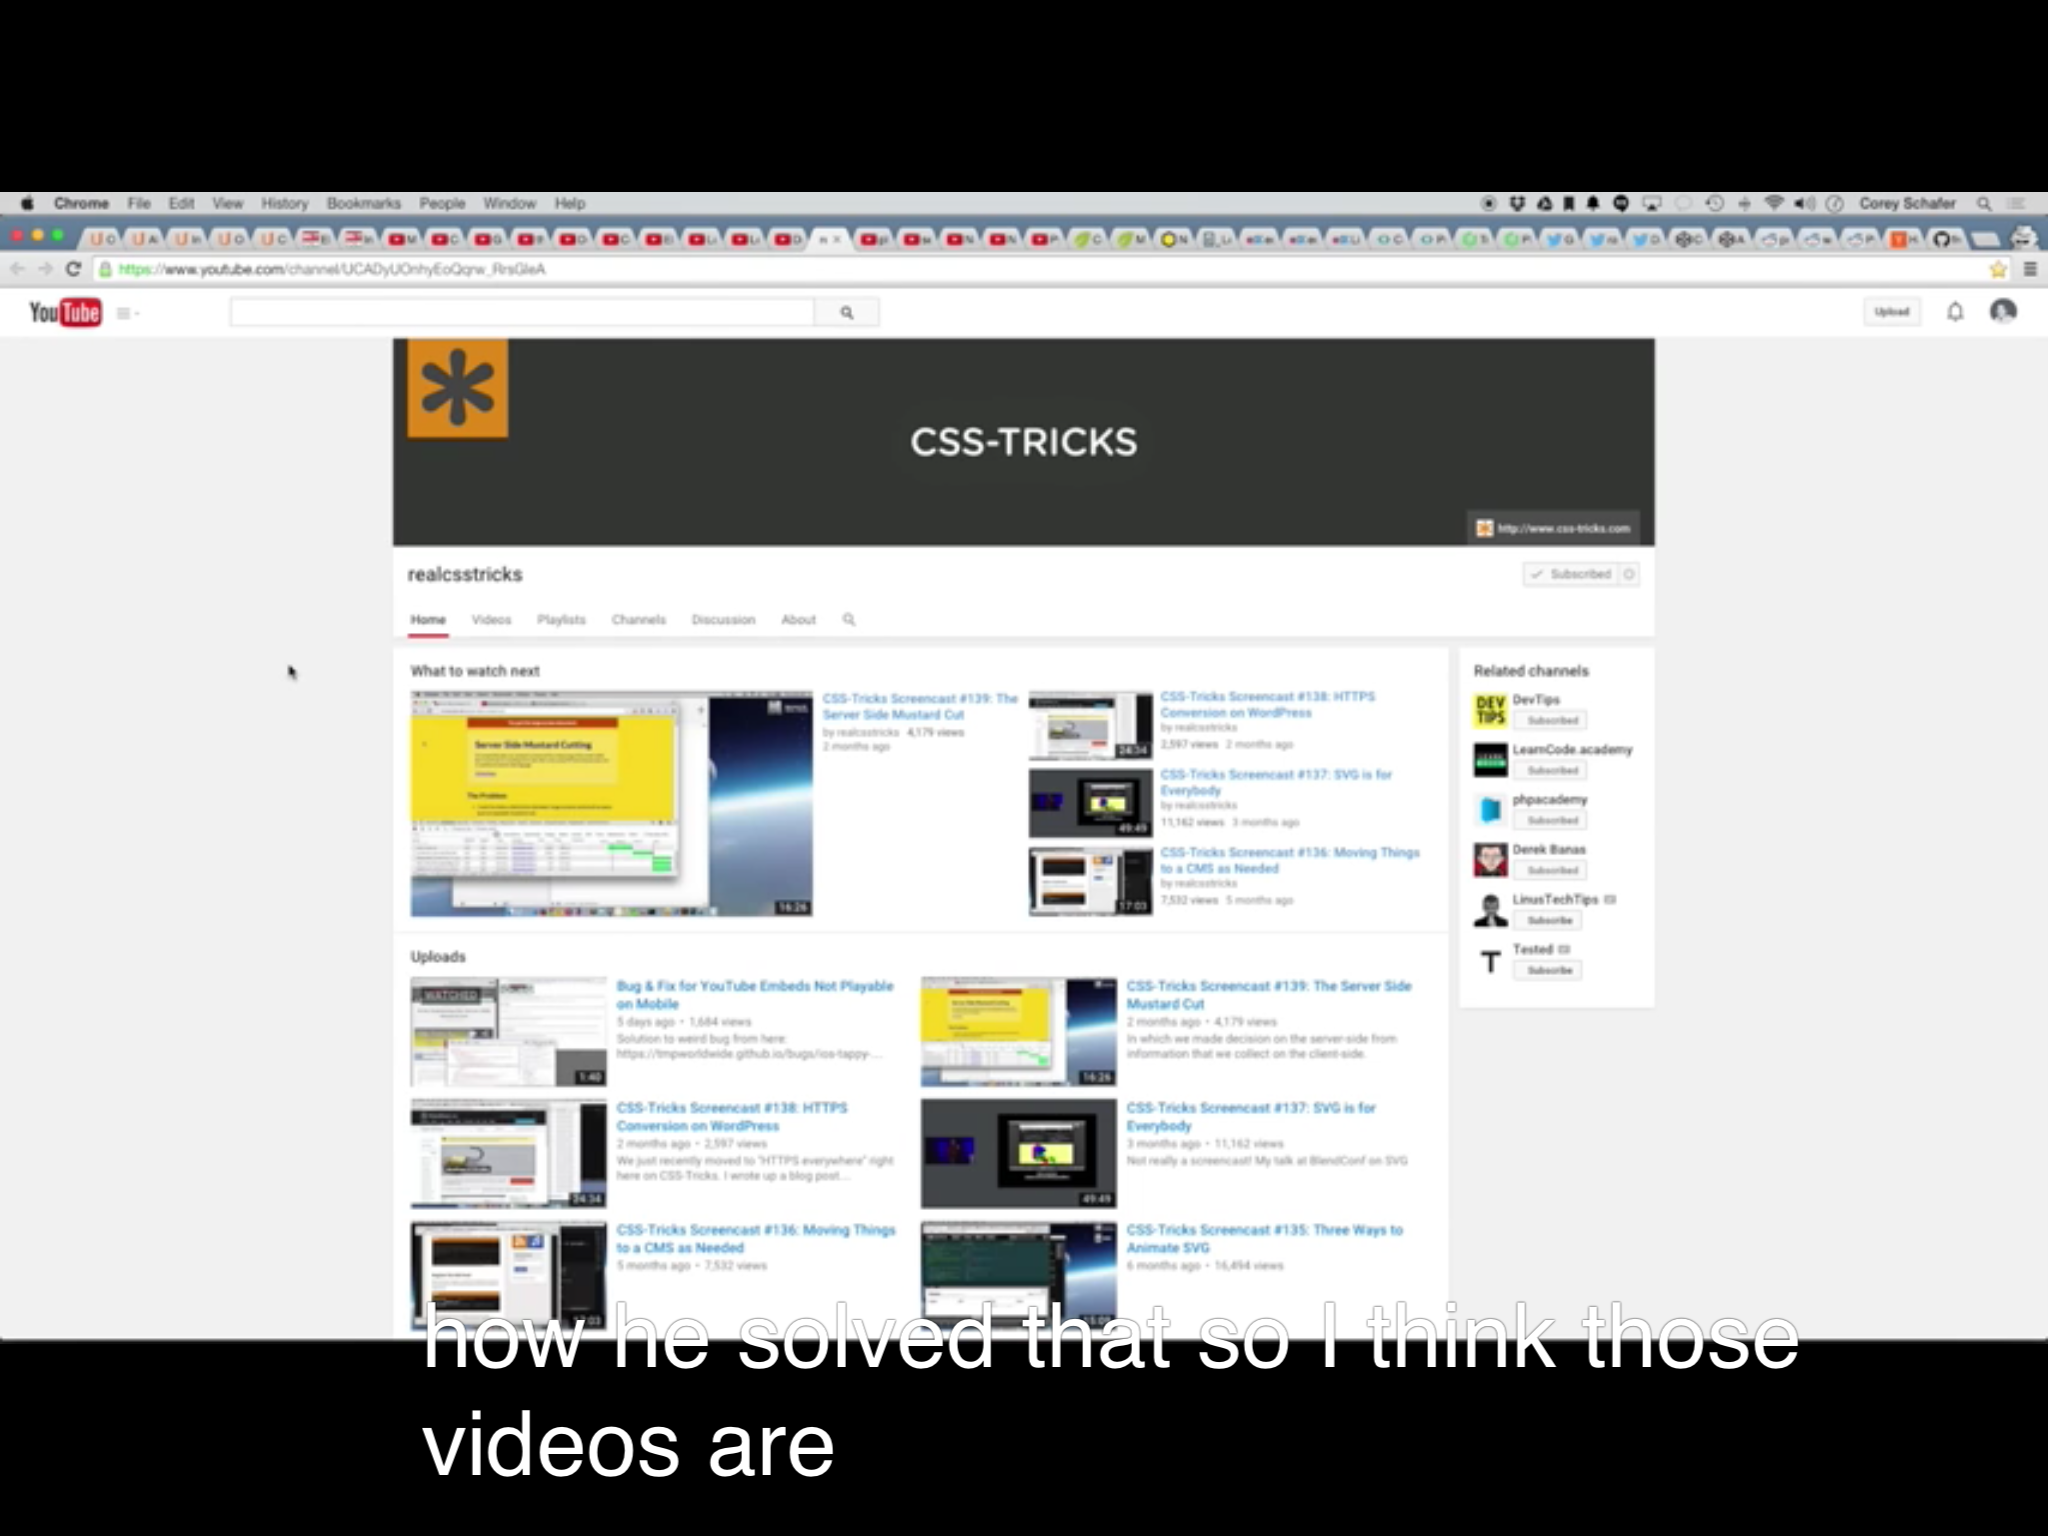 Chrome File Edit View History Bookmarks People Window Help
Corey Schafer
https://www.youtube.com/channel/UCADyUOnhyEoQqrw_RrsGleA
YouTube
Upload
CSS-TRICKS
http://www.css-tricks.com
realcsstricks
Subscribed
Home Videos Playlists Channels Discussion About
What to watch next
Server Side Mustard Cutting
The Problem
16:26
CSS-Tricks Screencast #139: The
Server Side Mustard Cut
by realcsstricks 4,179 views
2 months ago
24:34
CSS-Tricks Screencast #138: HTTPS
Conversion on WordPress
by realcsstricks
2,597 views 2 months ago
49:49
CSS-Tricks Screencast #137: SVG is for
Everybody
by realcsstricks
11,162 views 3 months ago
17:03
CSS-Tricks Screencast #136: Moving Things
to a CMS as Needed
by realcsstricks
7,532 views 5 months ago
Related channels
DEV TIPS
DevTips
Subscribed
LearnCode.academy
Subscribed
phpacademy
Subscribed
Derek Banas
Subscribed
LinusTechTips
Subscribe
Tested
Subscribe
Uploads
WATCHED
1:40
Bug & Fix for YouTube Embeds Not Playable
on Mobile
5 days ago • 1,684 views
Solution to weird bug from here:
https://tmpworldwide.github.io/bugs/ios-tappy-...
16:26
CSS-Tricks Screencast #139: The Server Side
Mustard Cut
2 months ago • 4,179 views
In which we made decision on the server-side from
information that we collect on the client-side.
24:34
CSS-Tricks Screencast #138: HTTPS
Conversion on WordPress
2 months ago • 2,597 views
We just recently moved to "HTTPS everywhere" right
here on CSS-Tricks. I wrote up a blog post...
49:49
CSS-Tricks Screencast #137: SVG is for
Everybody
3 months ago • 11,162 views
Not really a screencast! My talk at BlendConf on SVG
CSS-Tricks Screencast #136: Moving Things
to a CMS as Needed
5 months ago • 7,532 views
CSS-Tricks Screencast #135: Three Ways to
Animate SVG
6 months ago • 16,494 views
how he solved that so I think those
videos are